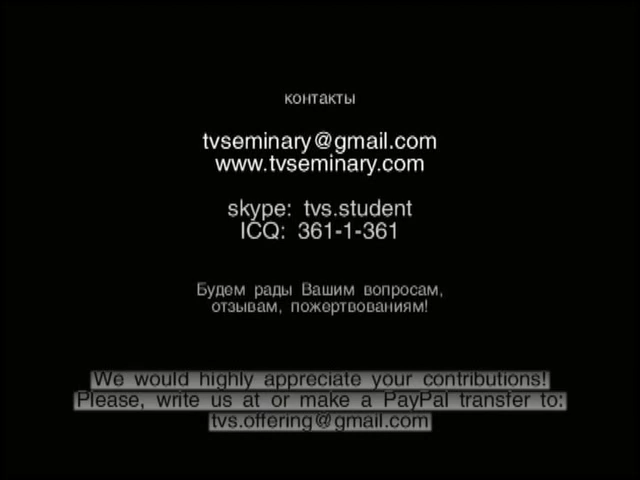 контакты
tvseminary@gmail.com
www.tvseminary.com
skype: tvs.student
ICQ: 361-1-361
Будем рады Вашим вопросам,
отзывам, пожертвованиям!
We would highly appreciate your contributions!
Please, write us at or make a PayPal transfer to:
tvs.offering@gmail.com